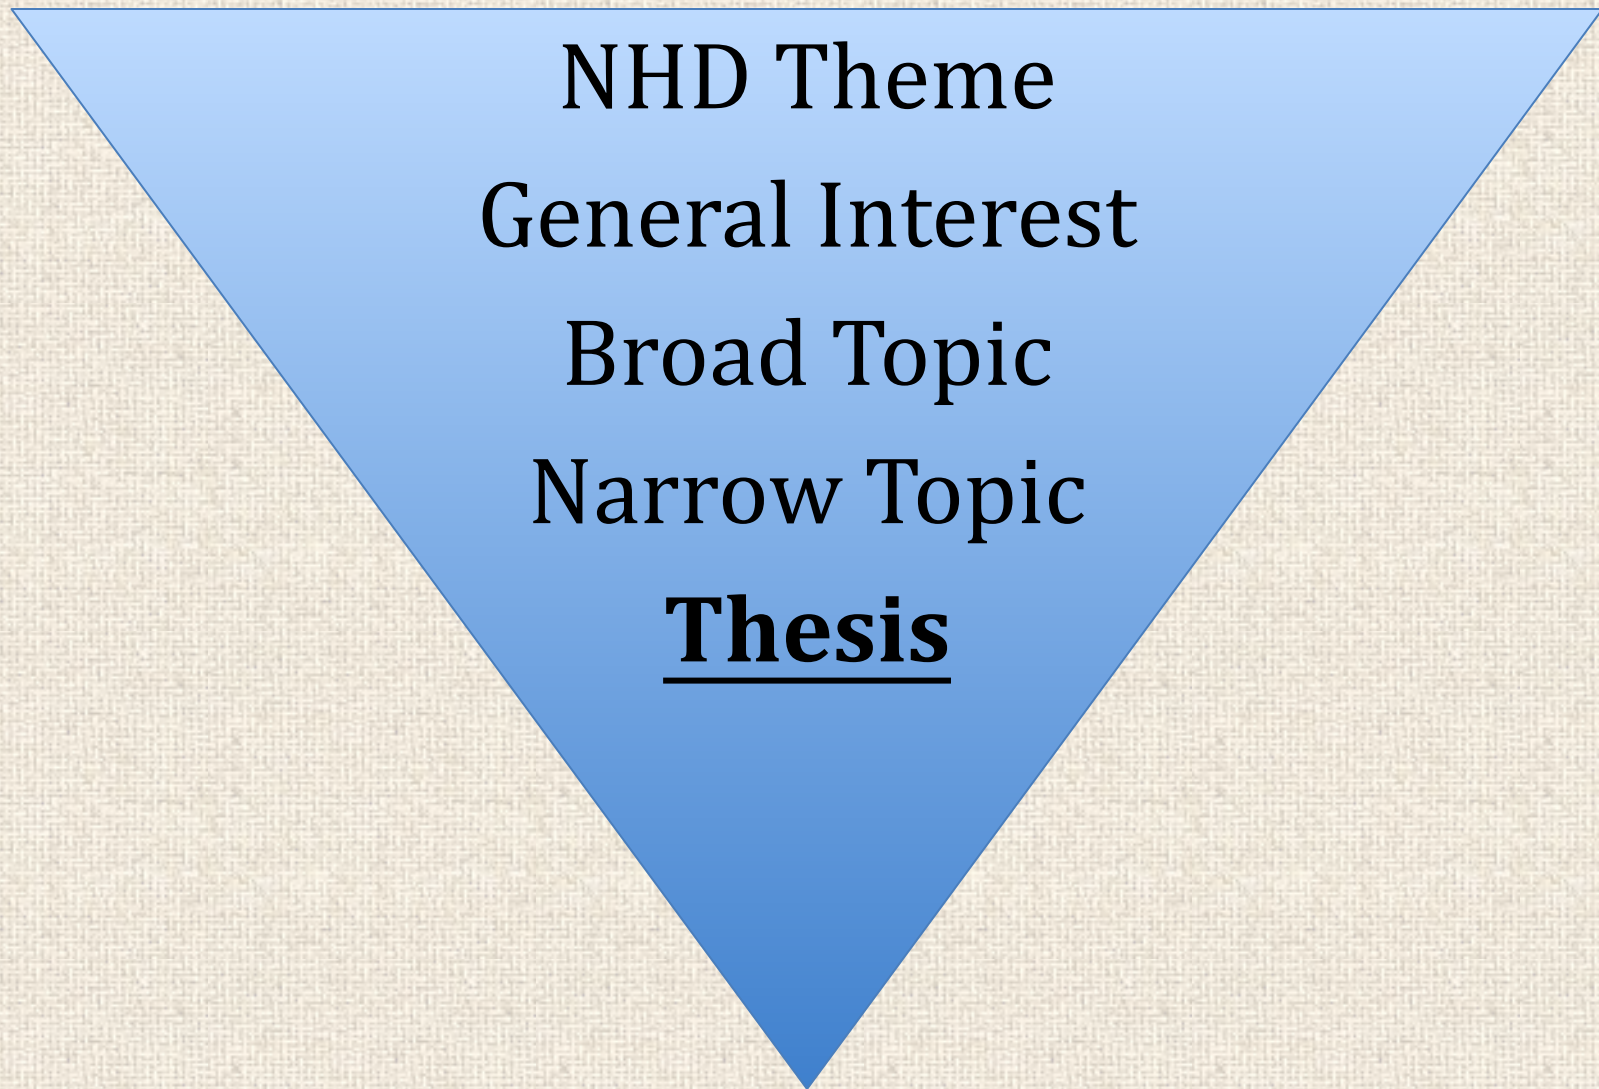 NHD Theme
General Interest
Broad Topic
Narrow Topic
Thesis